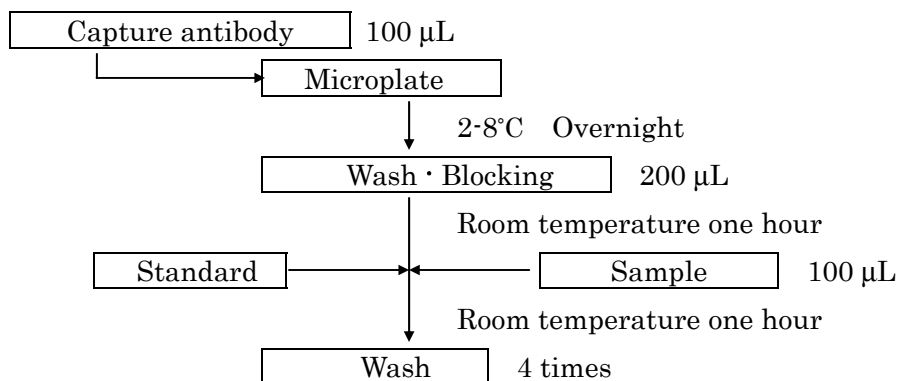 Capture antibody 100 μL
Microplate
2-8°C Overnight
Wash・Blocking 200 μL
Room temperature one hour
Standard Sample 100 μL
Room temperature one hour
Wash 4 times